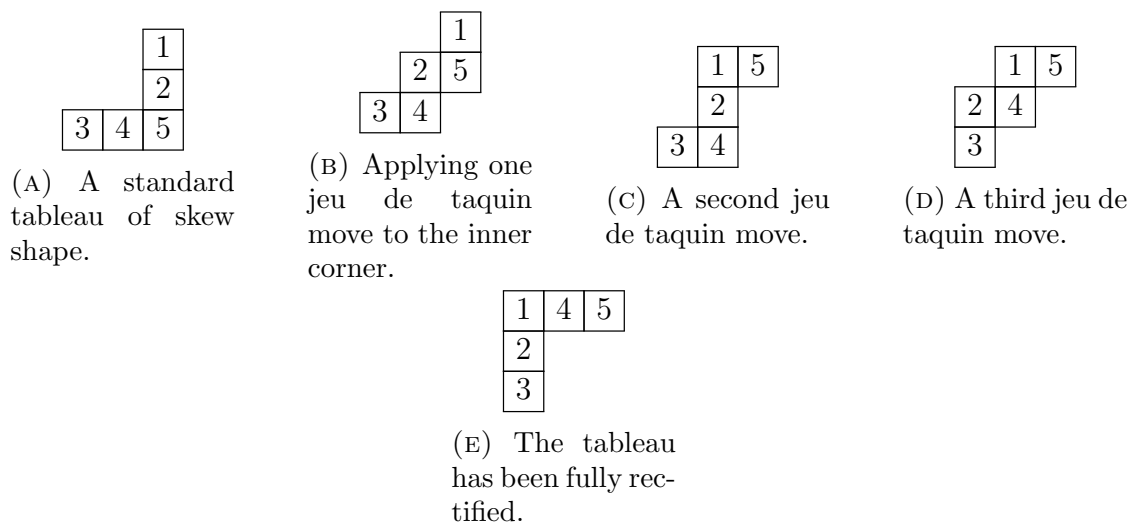 1
2
3 4 5
(A) A standard
tableau of skew
shape.
1
2 5
3 4
(B) Applying one
jeu de taquin
move to the inner
corner.
1 5
2
3 4
(C) A second jeu
de taquin move.
1 5
2 4
3
(D) A third jeu de
taquin move.
1 4 5
2
3
(E) The tableau
has been fully rec-
tified.